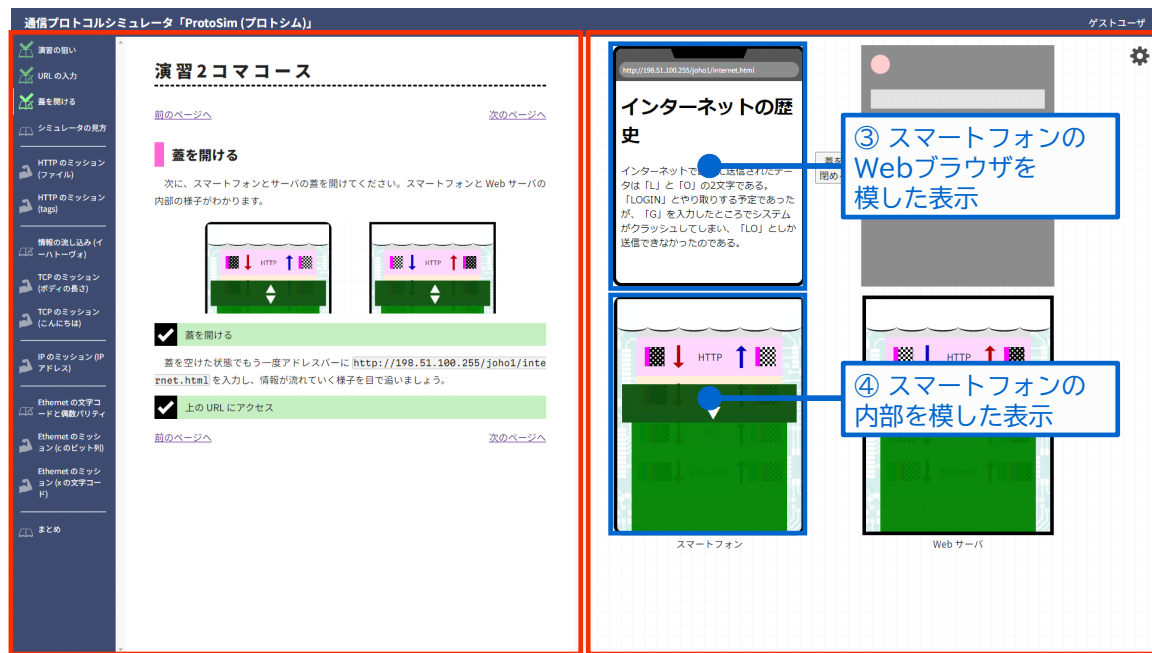 通信プロトコルシミュレータ「ProtoSim (プロトシム)」
ゲストユーザ
演習の狙い
URL の入力
蓋を開ける
シミュレータの見方
HTTP のミッション
(ファイル)
HTTP のミッション
(tags)
情報の流し込み (イ
ーハトーヴォ)
TCP のミッション
(ボディの長さ)
TCP のミッション
(こんにちは)
IP のミッション (IP
アドレス)
Ethernet の文字コ
ードと偶数パリティ
Ethernet のミッシ
ョン (c のビット列)
Ethernet のミッシ
ョン (x の文字コー
ド)
まとめ
演習2コマコース
前のページへ
次のページへ
蓋を開ける
次に、スマートフォンとサーバの蓋を開けてください。スマートフォンと Web サーバの
内部の様子がわかります。
HTTP
HTTP
蓋を開ける
蓋を空けた状態でもう一度アドレスバーに http://198.51.100.255/joho1/inte
rnet.html を入力し、情報が流れていく様子を目で追いましょう。
上の URL にアクセス
前のページへ
次のページへ
http://198.51.100.255/joho1/internet.html
インターネットの歴
史
インターネットで
に送信されたデー
タは「L」と「O」の2文字である。
「LOGIN」とやり取りする予定であった
が、「G」を入力したところでシステム
がクラッシュしてしまい、「LO」としか
送信できなかったのである。
蓋を
閉め
③ スマートフォンの
Webブラウザを
模した表示
HTTP
Ethernet
スマートフォン
HTTP
Ethernet
Web サーバ
④ スマートフォンの
内部を模した表示